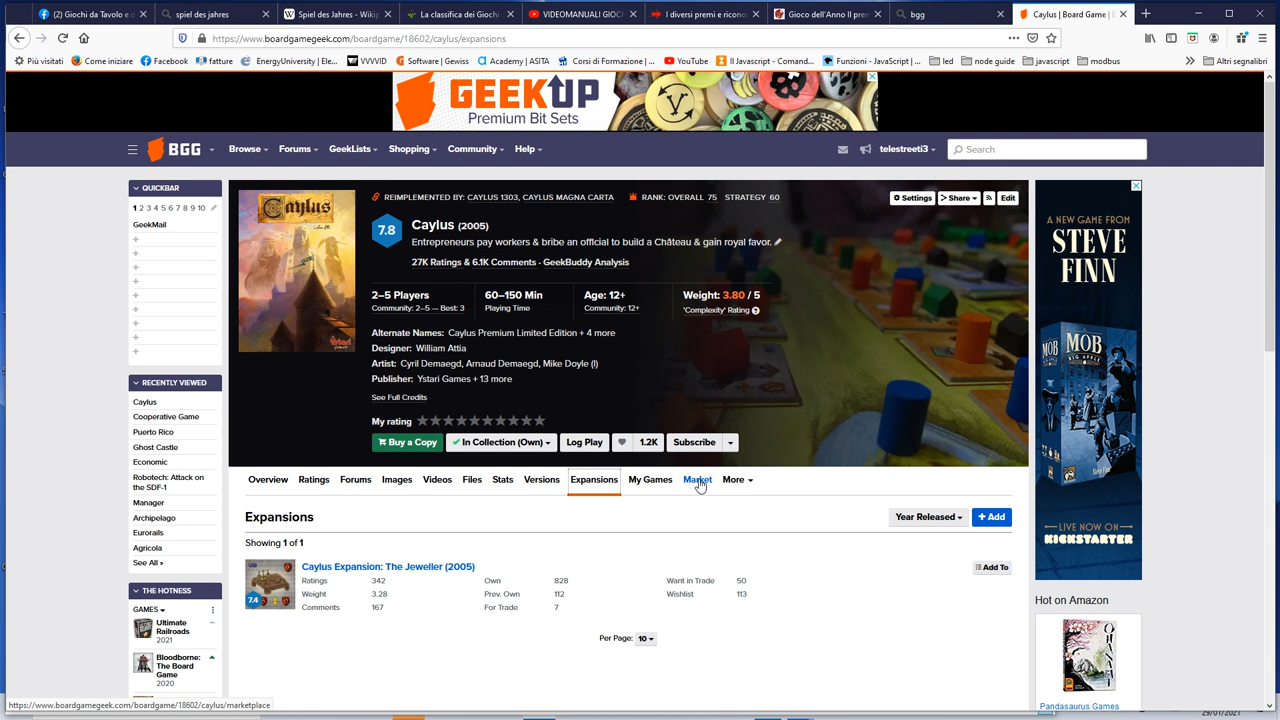 (2) Giochi di Tavolo e d
spiel des jahres
Spiel des Jahres - Wikip
La classifica dei Giochi
VIDEOMANUALI GIOCH
I diversi premi e ricono
Gioco dell'Anno Il prem
bgg
Caylus | Board Game | B
https://www.boardgamegeek.com/boardgame/18602/caylus/expansions
Più visitati Come iniziare Facebook fatture EnergyUniversity | Ele... VVVVID Software | Gewiss Academy | ASITA Corsi di Formazione |... YouTube Il Javascript - Comand... Funzioni - JavaScript |... led node guide javascript modbus Altri segnalibri
GEEKUP
Premium Bit Sets
BGG Browse Forums GeekLists Shopping Community Help telestreeti3 Search
QUICKBAR
1 2 3 4 5 6 7 8 9 10
GeekMail
RECENTLY VIEWED
Caylus
Cooperative Game
Puerto Rico
Ghost Castle
Economic
Robotech: Attack on
the SDF-1
Manager
Archipelago
Eurorails
Agricola
See All »
THE HOTNESS
GAMES
Ultimate
Railroads
2021
Bloodborne:
The Board
Game
2020
Caylus
Ystari
REIMPLEMENTED BY: CAYLUS 1303, CAYLUS MAGNA CARTA RANK: OVERALL 75 STRATEGY 60
Settings Share Edit
7.8
Caylus (2005)
Entrepreneurs pay workers & bribe an official to build a Château & gain royal favor.
27K Ratings & 6.1K Comments · GeekBuddy Analysis
2–5 Players 60–150 Min Age: 12+ Weight: 3.80 / 5
Community: 2–5 — Best: 3 Playing Time Community: 12+ 'Complexity' Rating
Alternate Names: Caylus Premium Limited Edition + 4 more
Designer: William Attia
Artist: Cyril Demaegd, Arnaud Demaegd, Mike Doyle (I)
Publisher: Ystari Games + 13 more
See Full Credits
My rating
Buy a Copy In Collection (Own) Log Play 1.2K Subscribe
Overview Ratings Forums Images Videos Files Stats Versions Expansions My Games Market More
Expansions
Year Released + Add
Showing 1 of 1
7.4
Caylus Expansion: The Jeweller (2005)
Add To
Ratings 342 Own 828 Want in Trade 50
Weight 3.28 Prev. Own 112 Wishlist 113
Comments 167 For Trade 7
Per Page: 10
A NEW GAME FROM
STEVE
FINN
MOB
MOB
BIG APPLE
LIVE NOW ON
KICKSTARTER
Hot on Amazon
Pandasaurus Games
https://www.boardgamegeek.com/boardgame/18602/caylus/marketplace
29/01/2021